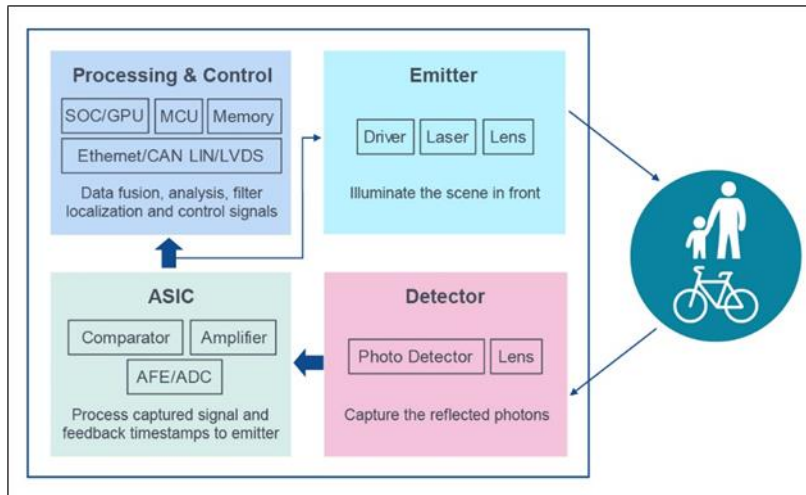 Processing & Control
SOC/GPU MCU Memory
Ethernet/CAN LIN/LVDS
Data fusion, analysis, filter
localization and control signals
Emitter
Driver Laser Lens
Illuminate the scene in front
ASIC
Comparator Amplifier
AFE/ADC
Process captured signal and
feedback timestamps to emitter
Detector
Photo Detector Lens
Capture the reflected photons